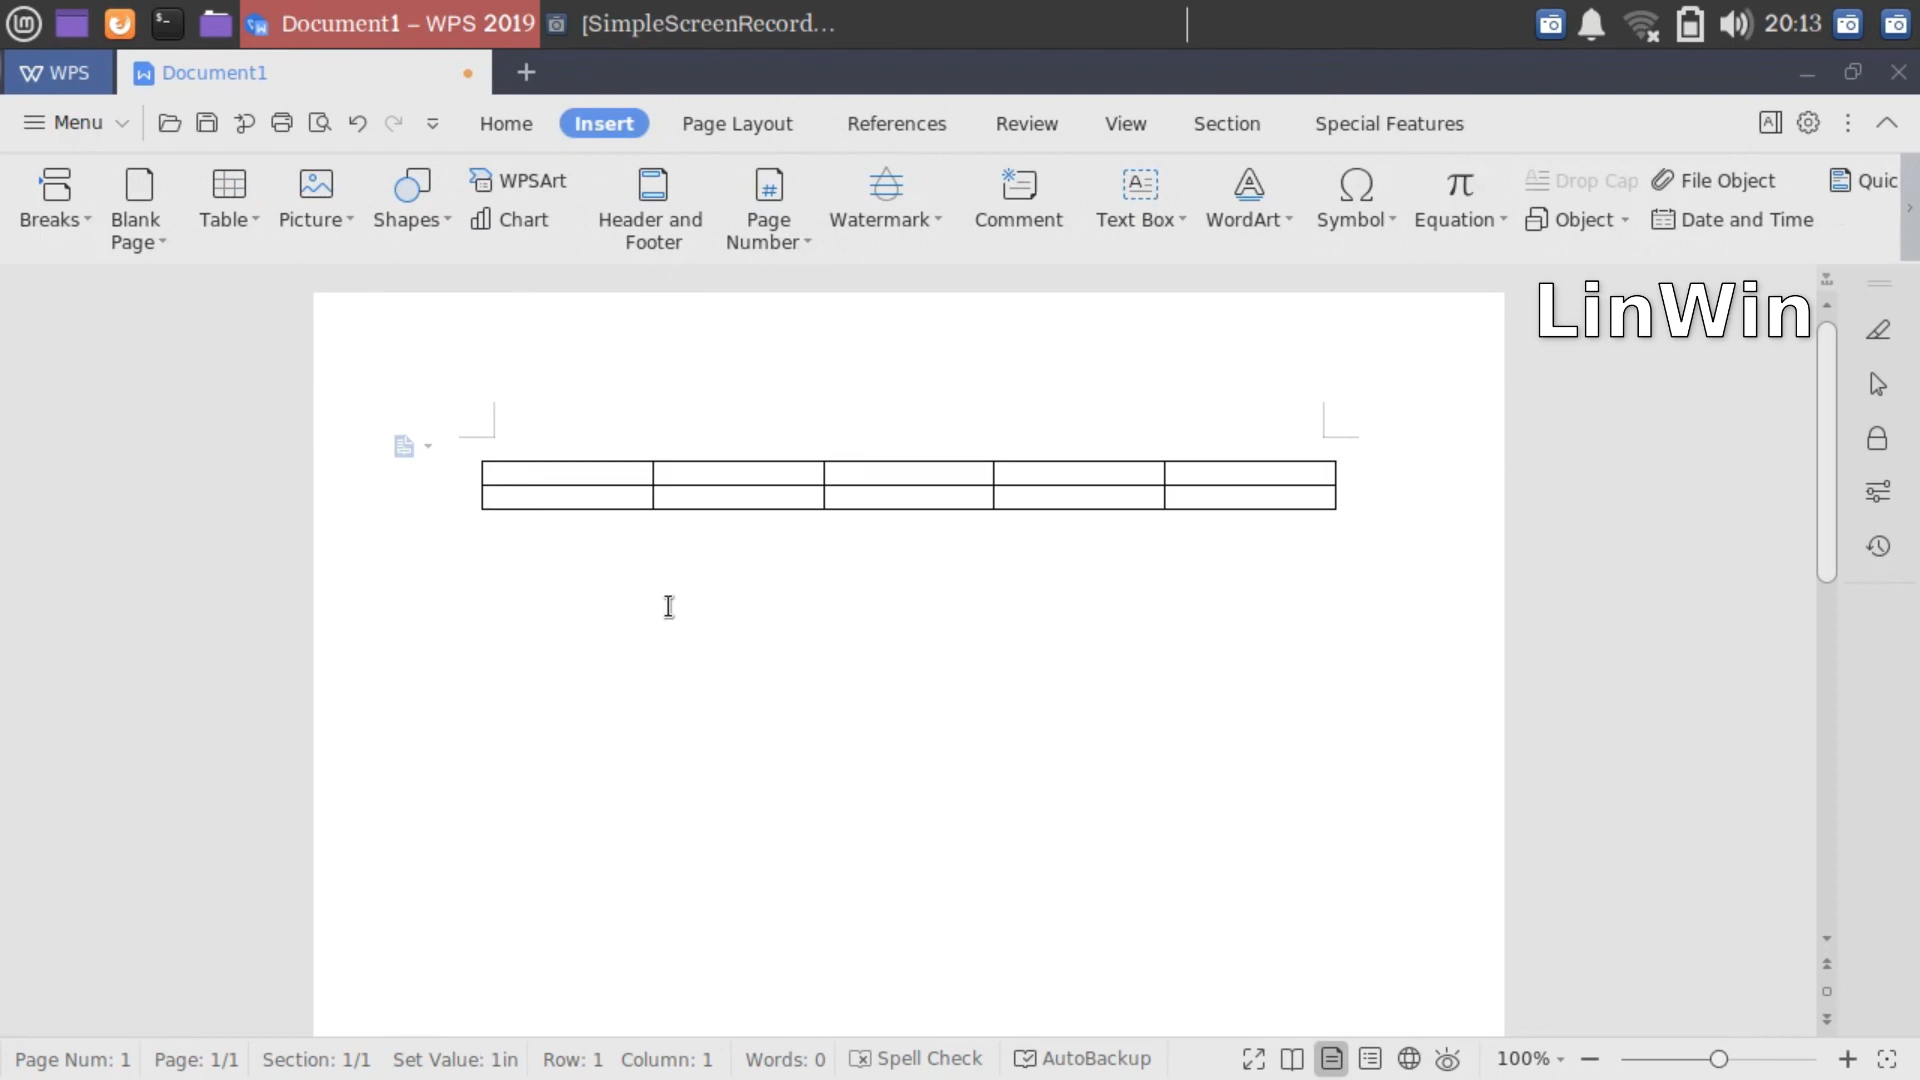 Document1 – WPS 2019 [SimpleScreenRecord... 20:13
WPS Document1
Menu Home Insert Page Layout References Review View Section Special Features
Breaks Blank Page Table Picture Shapes WPSArt Chart Header and Footer Page Number Watermark Comment Text Box WordArt Symbol Equation Drop Cap Object File Object Date and Time Quic
LinWin
Page Num: 1 Page: 1/1 Section: 1/1 Set Value: 1in Row: 1 Column: 1 Words: 0 Spell Check AutoBackup 100%